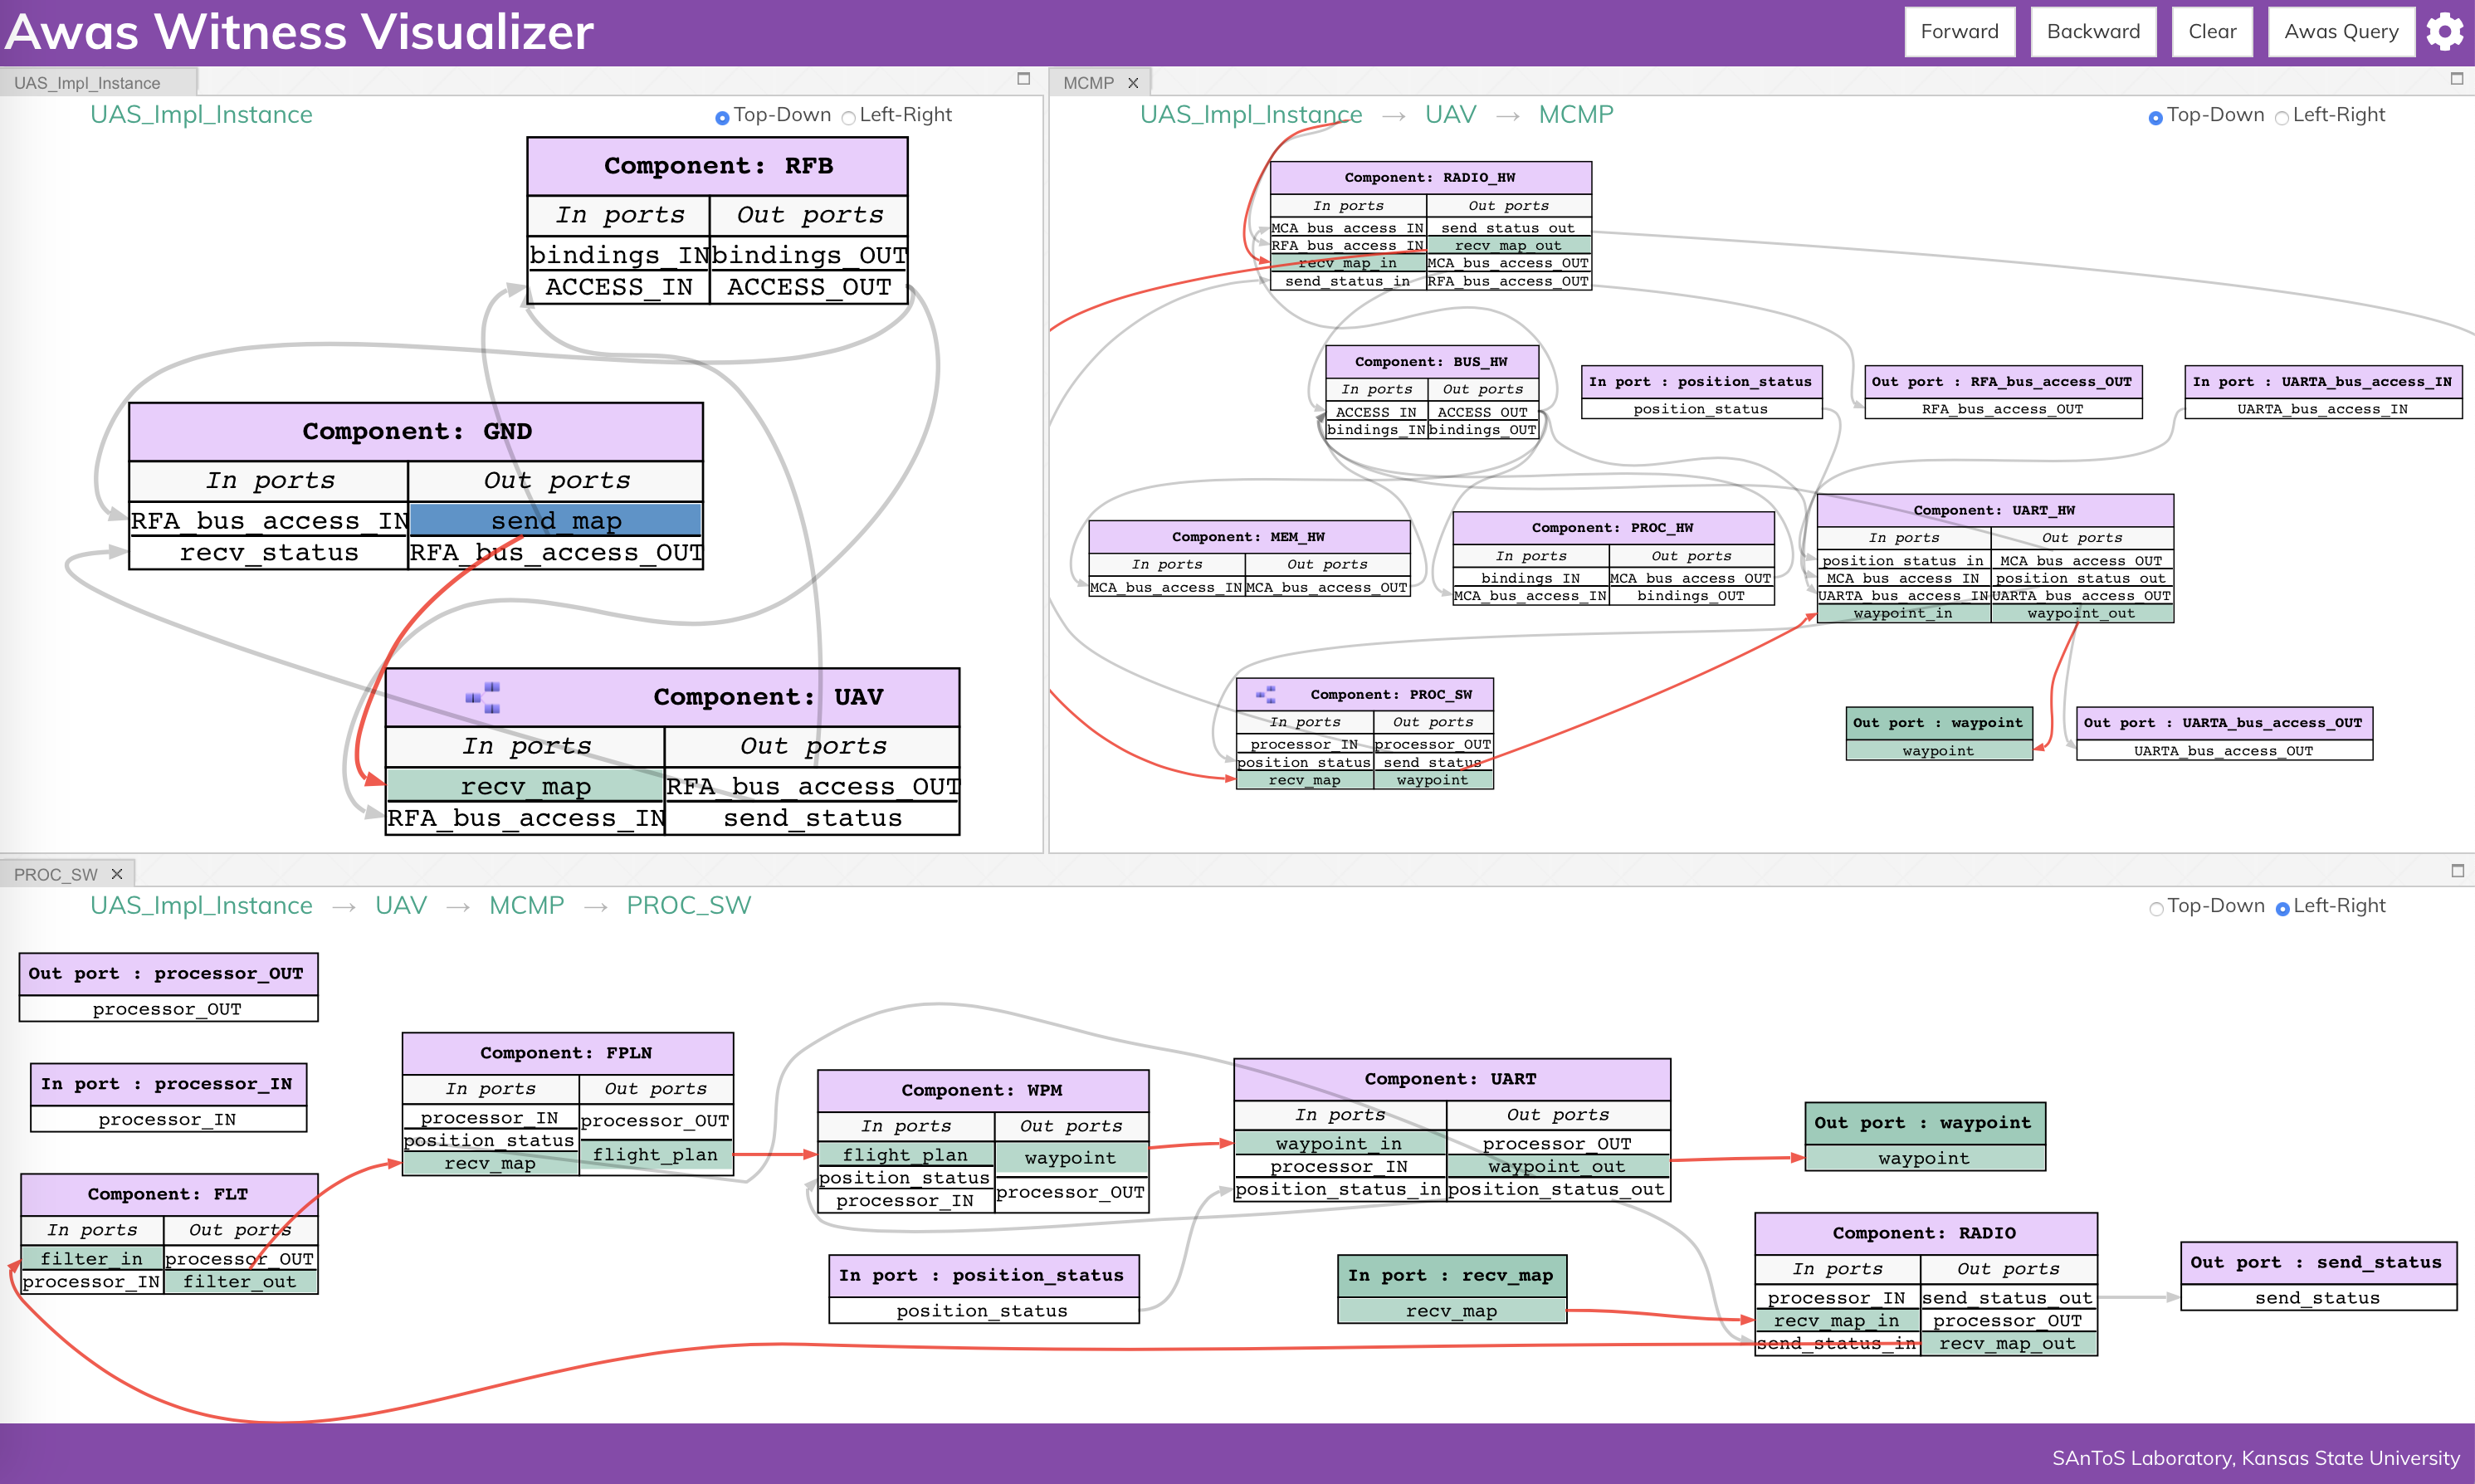 Awas Witness Visualizer
Forward
Backward
Clear
Awas Query
UAS_Impl_Instance
UAS_Impl_Instance
Top-Down
Left-Right
Component: RFB
In ports Out ports
bindings_IN bindings_OUT
ACCESS_IN ACCESS_OUT
Component: GND
In ports Out ports
RFA_bus_access_IN send_map
recv_status RFA_bus_access_OUT
Component: UAV
In ports Out ports
recv_map RFA_bus_access_OUT
RFA_bus_access_IN send_status
MCMP
UAS_Impl_Instance → UAV → MCMP
Top-Down
Left-Right
Component: RADIO_HW
In ports Out ports
MCA_bus_access_IN send_status_out
RFA_bus_access_IN recv_map_out
recv_map_in MCA_bus_access_OUT
send_status_in RFA_bus_access_OUT
Component: BUS_HW
In ports Out ports
ACCESS_IN ACCESS_OUT
bindings_IN bindings_OUT
In port : position_status
position_status
Out port : RFA_bus_access_OUT
RFA_bus_access_OUT
In port : UARTA_bus_access_IN
UARTA_bus_access_IN
Component: MEM_HW
In ports Out ports
MCA_bus_access_IN MCA_bus_access_OUT
Component: PROC_HW
In ports Out ports
bindings_IN MCA_bus_access_OUT
MCA_bus_access_IN bindings_OUT
Component: UART_HW
In ports Out ports
position_status_in MCA_bus_access_OUT
MCA_bus_access_IN position_status_out
UARTA_bus_access_IN UARTA_bus_access_OUT
waypoint_in waypoint_out
Component: PROC_SW
In ports Out ports
processor_IN processor_OUT
position_status send_status
recv_map waypoint
Out port : waypoint
waypoint
Out port : UARTA_bus_access_OUT
UARTA_bus_access_OUT
PROC_SW
UAS_Impl_Instance → UAV → MCMP → PROC_SW
Top-Down
Left-Right
Out port : processor_OUT
processor_OUT
In port : processor_IN
processor_IN
Component: FLT
In ports Out ports
filter_in processor_OUT
processor_IN filter_out
Component: FPLN
In ports Out ports
processor_IN processor_OUT
position_status flight_plan
recv_map
Component: WPM
In ports Out ports
flight_plan waypoint
position_status processor_OUT
processor_IN
In port : position_status
position_status
Component: UART
In ports Out ports
waypoint_in processor_OUT
processor_IN waypoint_out
position_status_in position_status_out
In port : recv_map
recv_map
Out port : waypoint
waypoint
Component: RADIO
In ports Out ports
processor_IN send_status_out
recv_map_in processor_OUT
send_status_in recv_map_out
Out port : send_status
send_status
SAnToS Laboratory, Kansas State University